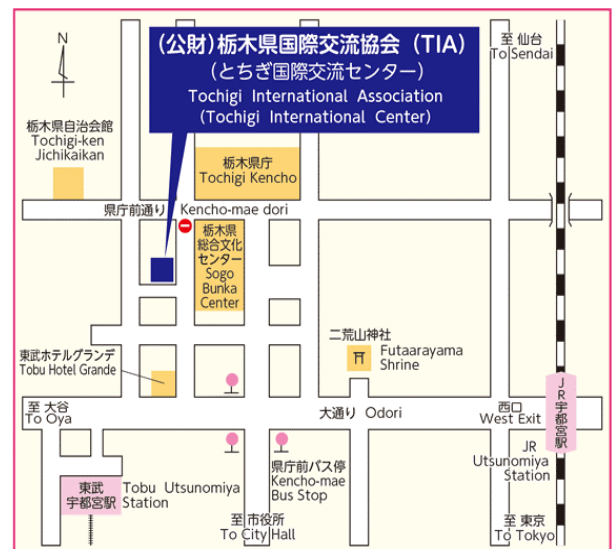 (公財)栃木県国際交流協会 (TIA)
(とちぎ国際交流センター)
Tochigi International Association
(Tochigi International Center)
N
至 仙台
To Sendai
栃木県自治会館
Tochigi-ken
Jichikaikan
栃木県庁
Tochigi Kencho
県庁前通り Kencho-mae dori
栃木県
総合文化
センター
Sogo
Bunka
Center
二荒山神社
Futaarayama
Shrine
東武ホテルグランデ
Tobu Hotel Grande
至 大谷
To Oya
大通り Odori
西口
West Exit
JR宇都宮駅
JR
Utsunomiya
Station
県庁前バス停
Kencho-mae
Bus Stop
東武
宇都宮駅
Tobu Utsunomiya
Station
至 市役所
To City Hall
至 東京
To Tokyo